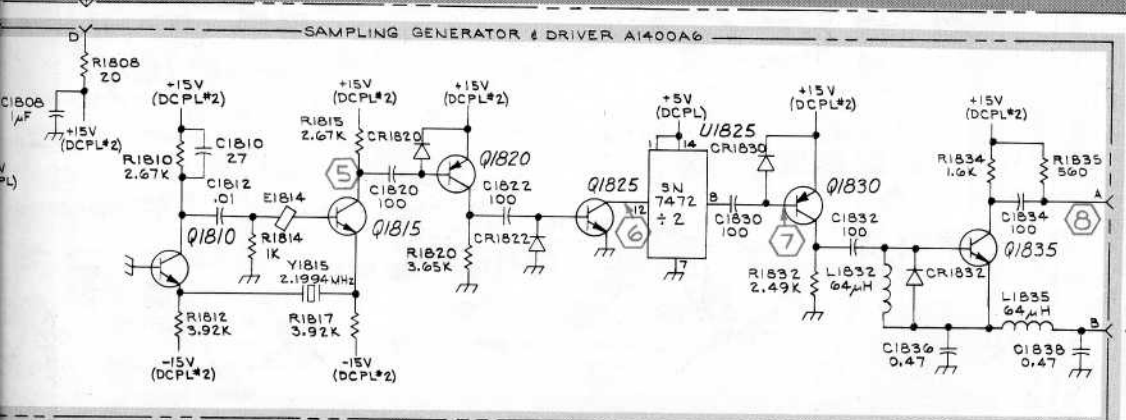 SAMPLING GENERATOR & DRIVER A1400A6
D
R1808
20
C1808
1µF
+15V
(DCPL#2)
PL)
+15V
(DCPL#2)
R1810
2.67K
C1810
27
C1812
.01
Q1810
R1814
1K
E1814
Y1815
2.1994MHz
R1812
3.92K
-15V
(DCPL#2)
+15V
(DCPL#2)
R1815
2.67K
5
Q1815
R1817
3.92K
-15V
(DCPL#2)
CR1820
C1820
100
+15V
(DCPL#2)
Q1820
C1822
100
R1820
3.65K
CR1822
Q1825
6
12
+5V
(DCPL)
U1825
1
14
SN
7472
÷ 2
8
7
CR1830
C1830
100
+15V
(DCPL#2)
Q1830
7
C1832
100
R1832
2.49K
L1832
64µH
CR1832
+15V
(DCPL#2)
R1834
1.6K
R1835
560
C1834
100
Q1835
A
8
L1835
64µH
B
C1836
0.47
C1838
0.47